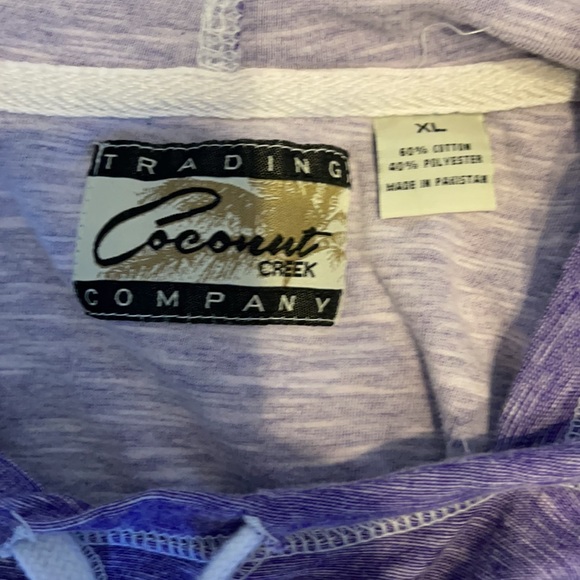 TRADING
Coconut
CREEK
COMPANY
XL
60% COTTON
40% POLYESTER
MADE IN PAKISTAN